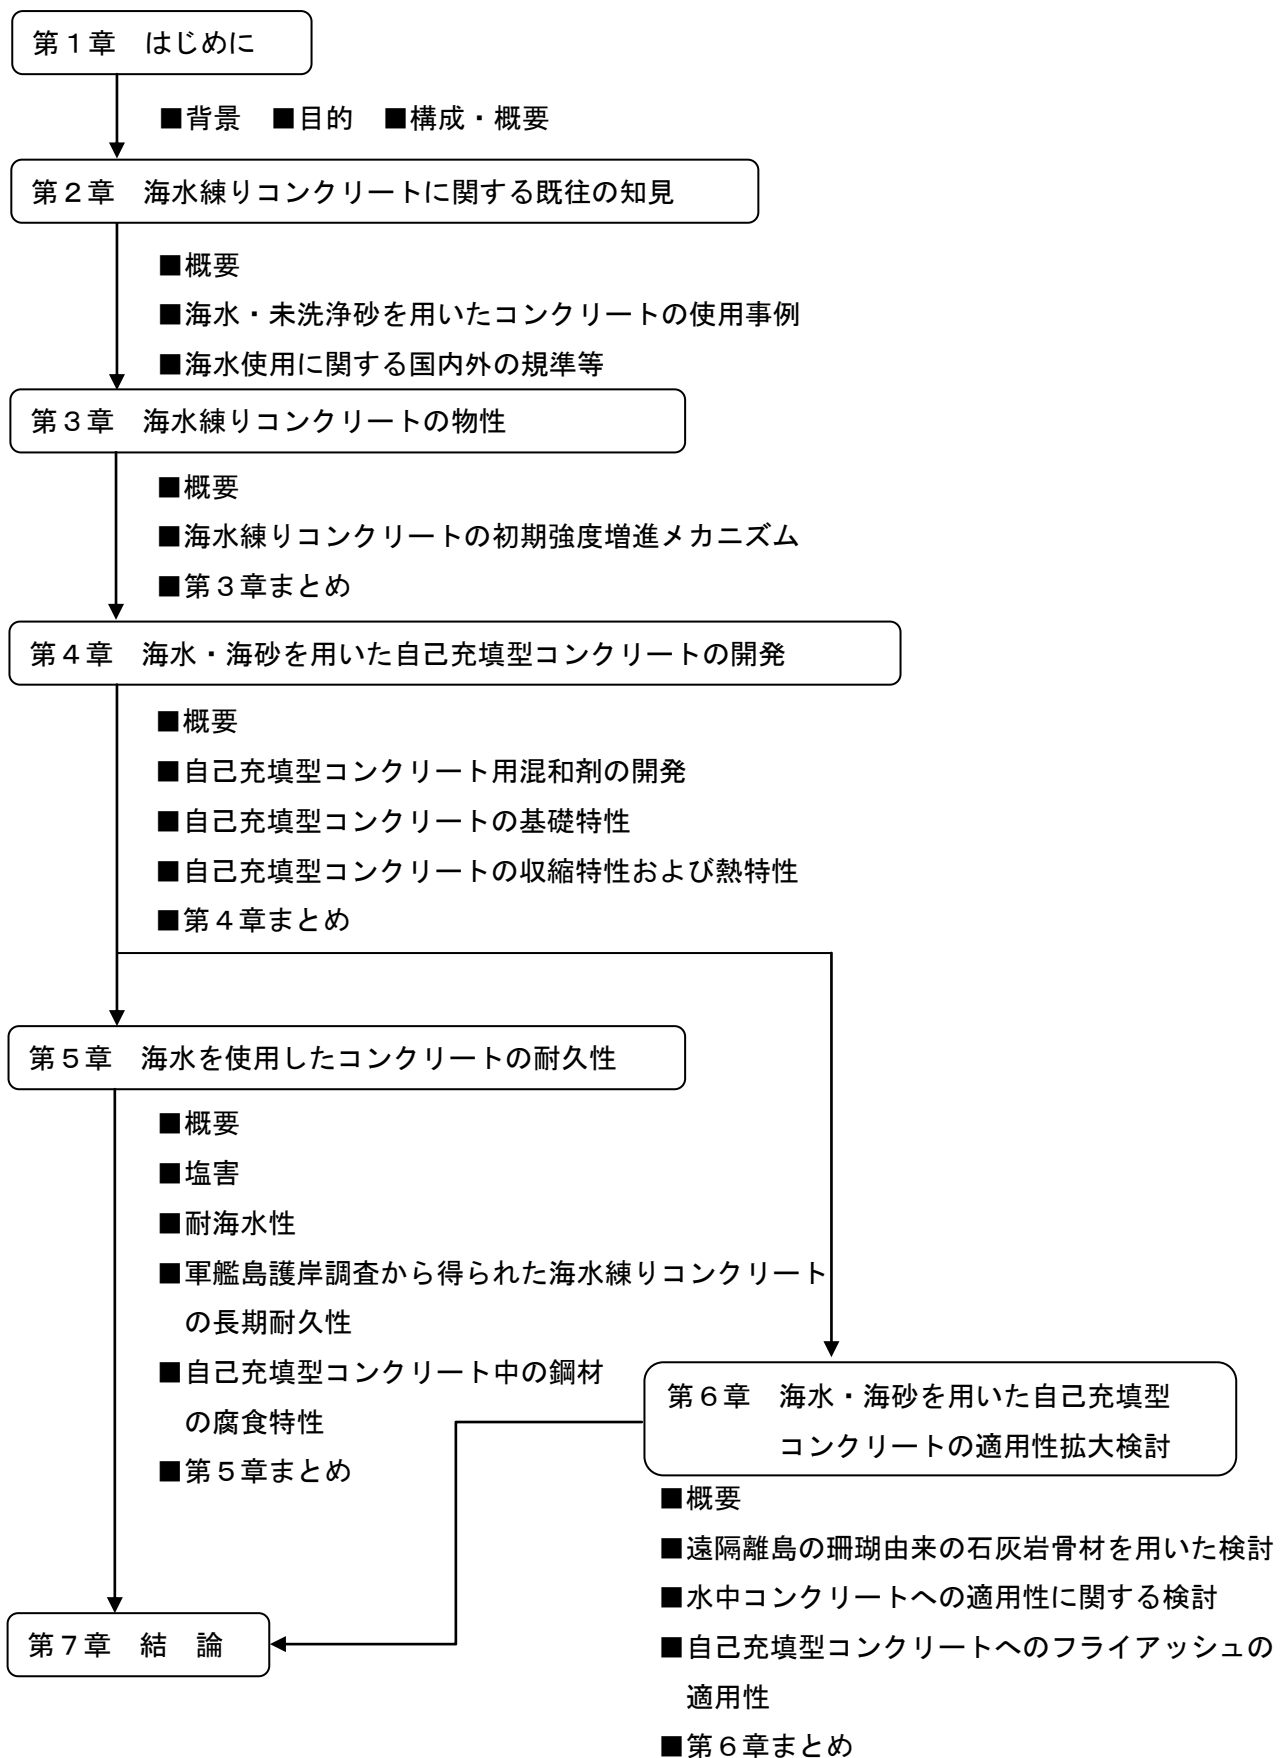 第１章　はじめに
■背景　■目的　■構成・概要
第２章　海水練りコンクリートに関する既往の知見
■概要
■海水・未洗浄砂を用いたコンクリートの使用事例
■海水使用に関する国内外の規準等
第３章　海水練りコンクリートの物性
■概要
■海水練りコンクリートの初期強度増進メカニズム
■第３章まとめ
第４章　海水・海砂を用いた自己充填型コンクリートの開発
■概要
■自己充填型コンクリート用混和剤の開発
■自己充填型コンクリートの基礎特性
■自己充填型コンクリートの収縮特性および熱特性
■第４章まとめ
第５章　海水を使用したコンクリートの耐久性
■概要
■塩害
■耐海水性
■軍艦島護岸調査から得られた海水練りコンクリート
の長期耐久性
■自己充填型コンクリート中の鋼材
の腐食特性
■第５章まとめ
第６章　海水・海砂を用いた自己充填型
コンクリートの適用性拡大検討
■概要
■遠隔離島の珊瑚由来の石灰岩骨材を用いた検討
■水中コンクリートへの適用性に関する検討
■自己充填型コンクリートへのフライアッシュの
適用性
■第６章まとめ
第７章　結　論